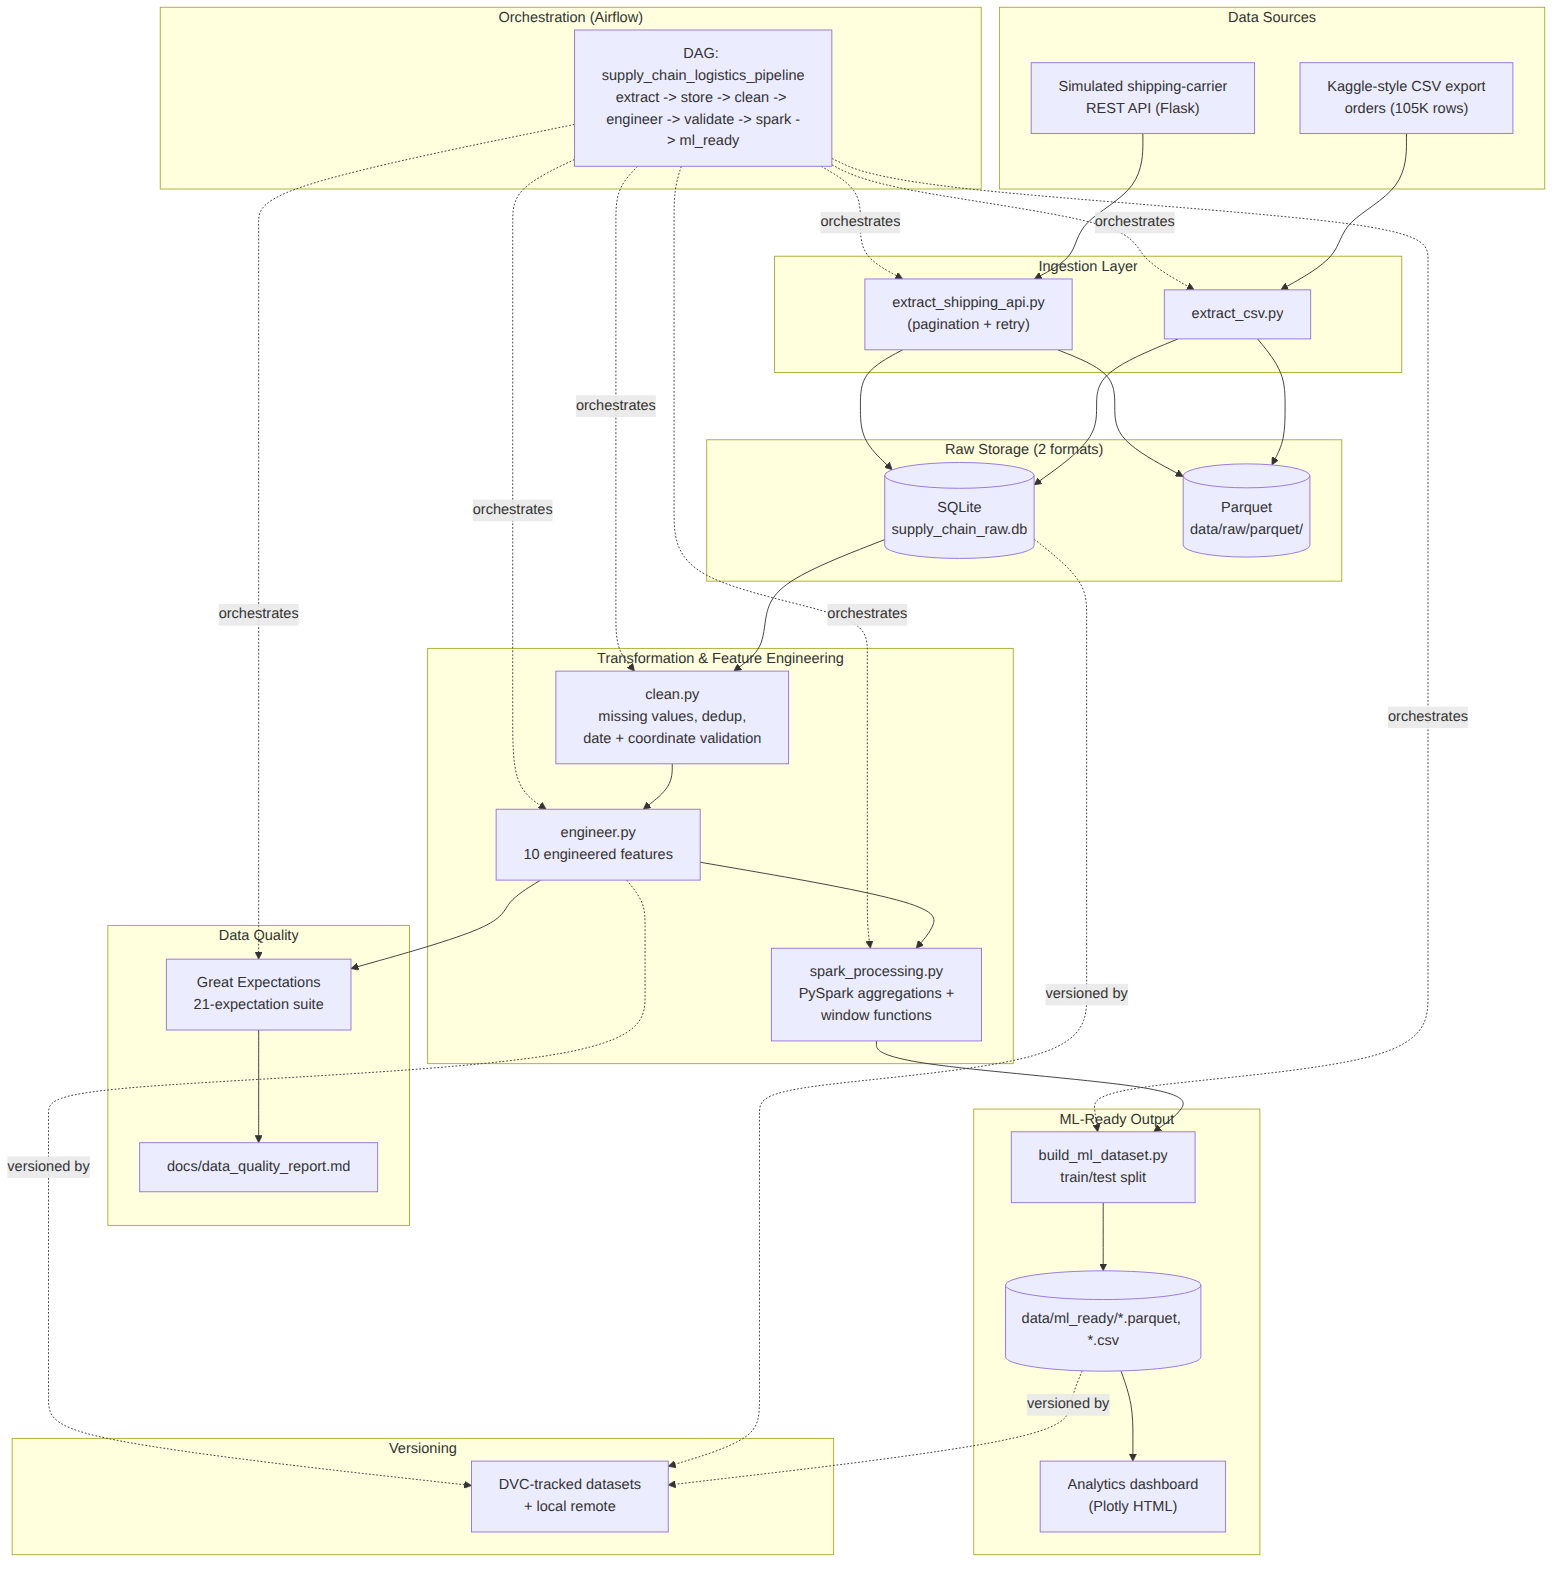 Orchestration (Airflow)
DAG:
supply_chain_logistics_pipeline
extract -> store -> clean ->
engineer -> validate -> spark -
> ml_ready
Data Sources
Simulated shipping-carrier
REST API (Flask)
Kaggle-style CSV export
orders (105K rows)
orchestrates
orchestrates
Ingestion Layer
extract_shipping_api.py
(pagination + retry)
extract_csv.py
orchestrates
Raw Storage (2 formats)
SQLite
supply_chain_raw.db
Parquet
data/raw/parquet/
orchestrates
orchestrates
orchestrates
orchestrates
Transformation & Feature Engineering
clean.py
missing values, dedup,
date + coordinate validation
engineer.py
10 engineered features
spark_processing.py
PySpark aggregations +
window functions
Data Quality
Great Expectations
21-expectation suite
docs/data_quality_report.md
versioned by
versioned by
ML-Ready Output
build_ml_dataset.py
train/test split
data/ml_ready/*.parquet,
*.csv
versioned by
Analytics dashboard
(Plotly HTML)
Versioning
DVC-tracked datasets
+ local remote